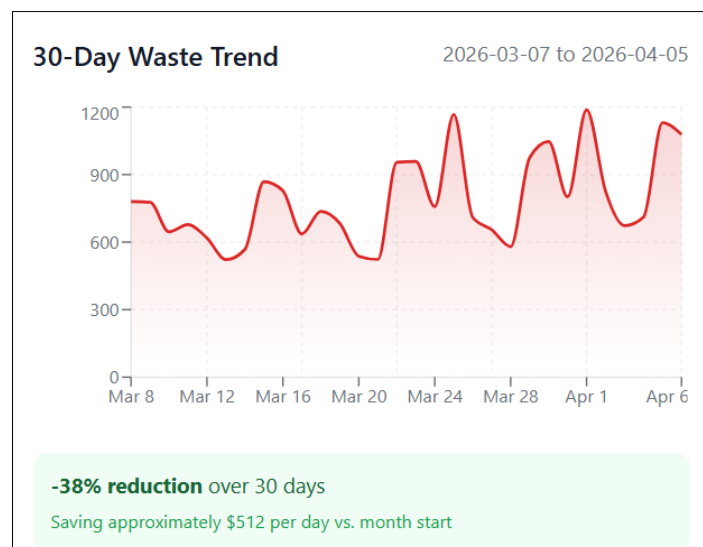 30-Day Waste Trend
2026-03-07 to 2026-04-05
1200
900
600
300
0
Mar 8 Mar 12 Mar 16 Mar 20 Mar 24 Mar 28 Apr 1 Apr 6
-38% reduction over 30 days
Saving approximately $512 per day vs. month start